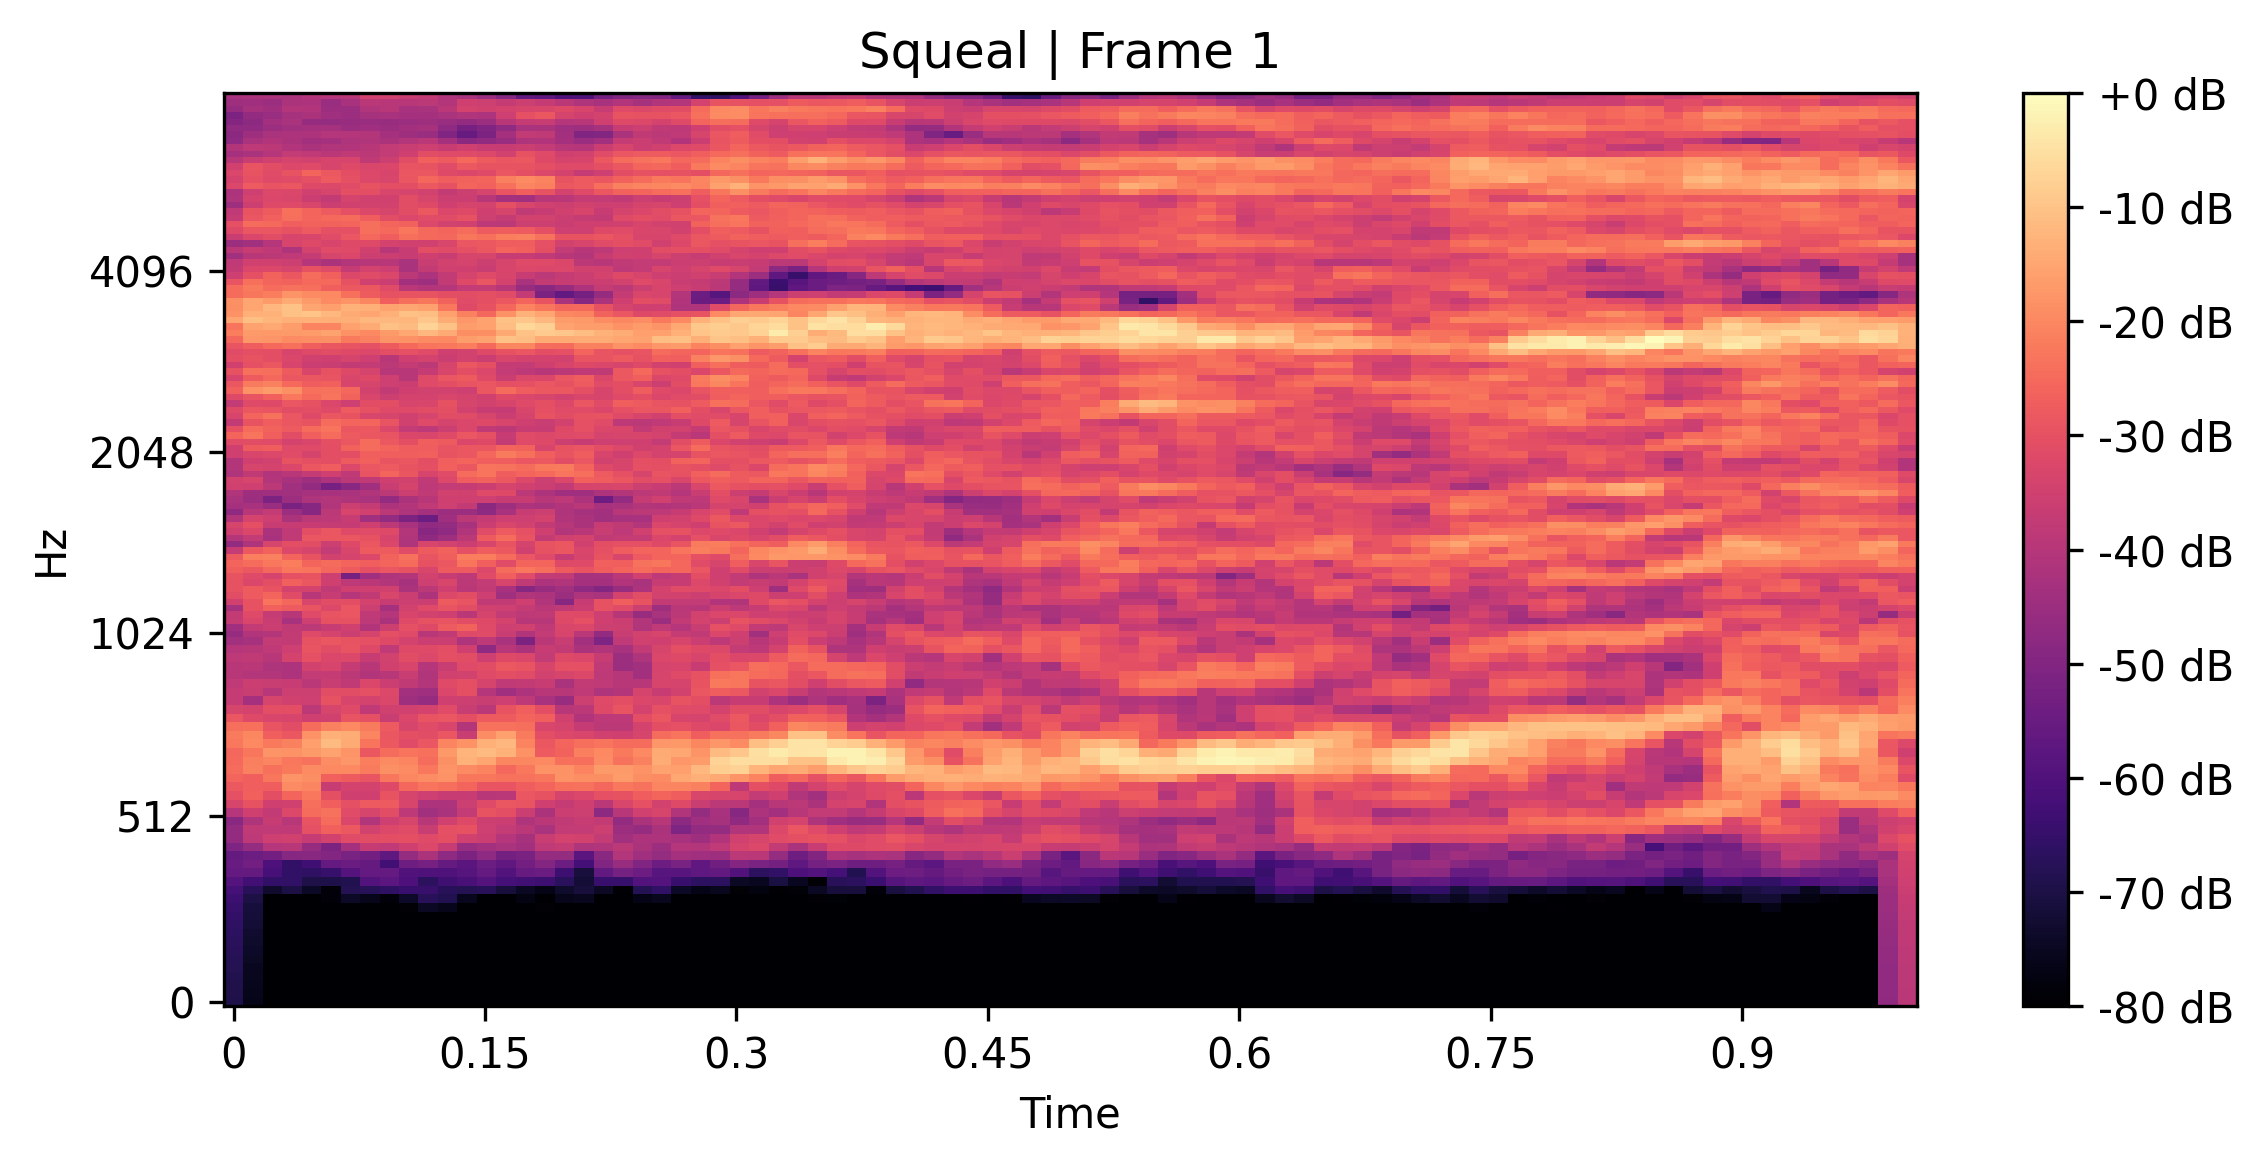 Squeal | Frame 1
+0 dB
-10 dB
-20 dB
-30 dB
-40 dB
-50 dB
-60 dB
-70 dB
-80 dB
Hz
4096
2048
1024
512
0
0 0.15 0.3 0.45 0.6 0.75 0.9
Time